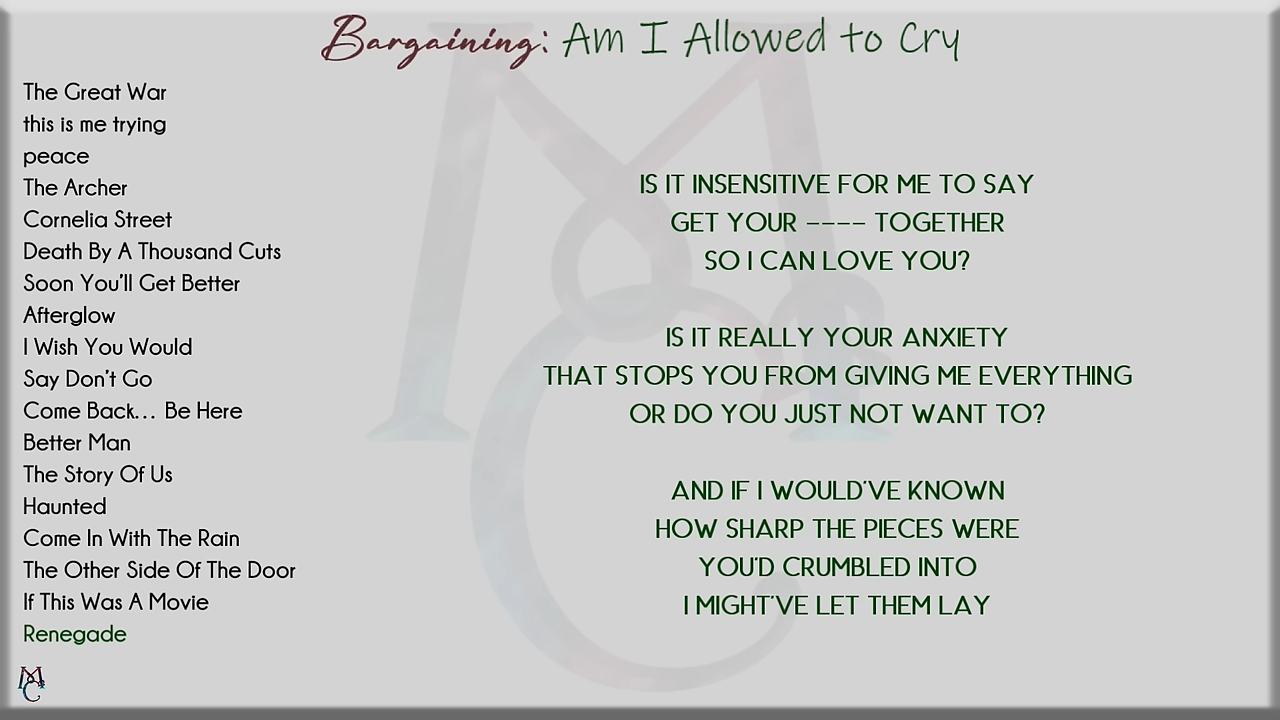 Bargaining: Am I Allowed to Cry
The Great War
this is me trying
peace
The Archer
Cornelia Street
Death By A Thousand Cuts
Soon You'll Get Better
Afterglow
I Wish You Would
Say Don't Go
Come Back... Be Here
Better Man
The Story Of Us
Haunted
Come In With The Rain
The Other Side Of The Door
If This Was A Movie
Renegade
IS IT INSENSITIVE FOR ME TO SAY
GET YOUR ---- TOGETHER
SO I CAN LOVE YOU?
IS IT REALLY YOUR ANXIETY
THAT STOPS YOU FROM GIVING ME EVERYTHING
OR DO YOU JUST NOT WANT TO?
AND IF I WOULD'VE KNOWN
HOW SHARP THE PIECES WERE
YOU'D CRUMBLED INTO
I MIGHT'VE LET THEM LAY